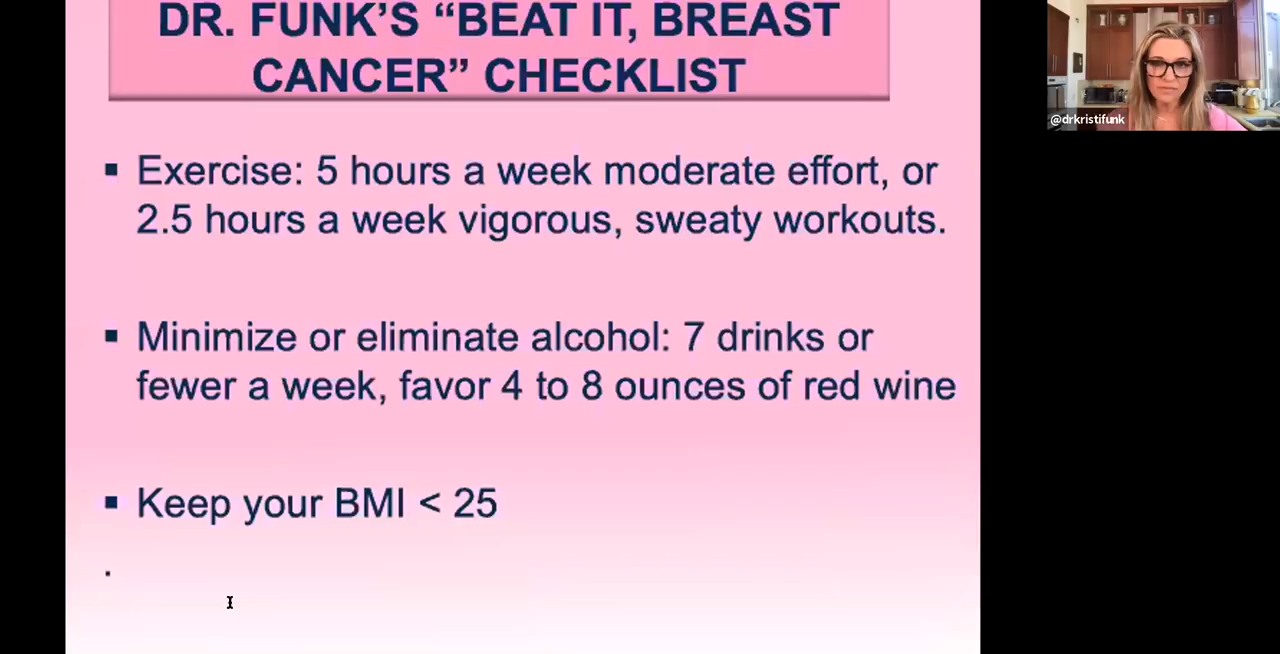 DR. FUNK’S “BEAT IT, BREAST
CANCER” CHECKLIST
@drkristifunk
▪ Exercise: 5 hours a week moderate effort, or
2.5 hours a week vigorous, sweaty workouts.
▪ Minimize or eliminate alcohol: 7 drinks or
fewer a week, favor 4 to 8 ounces of red wine
▪ Keep your BMI < 25